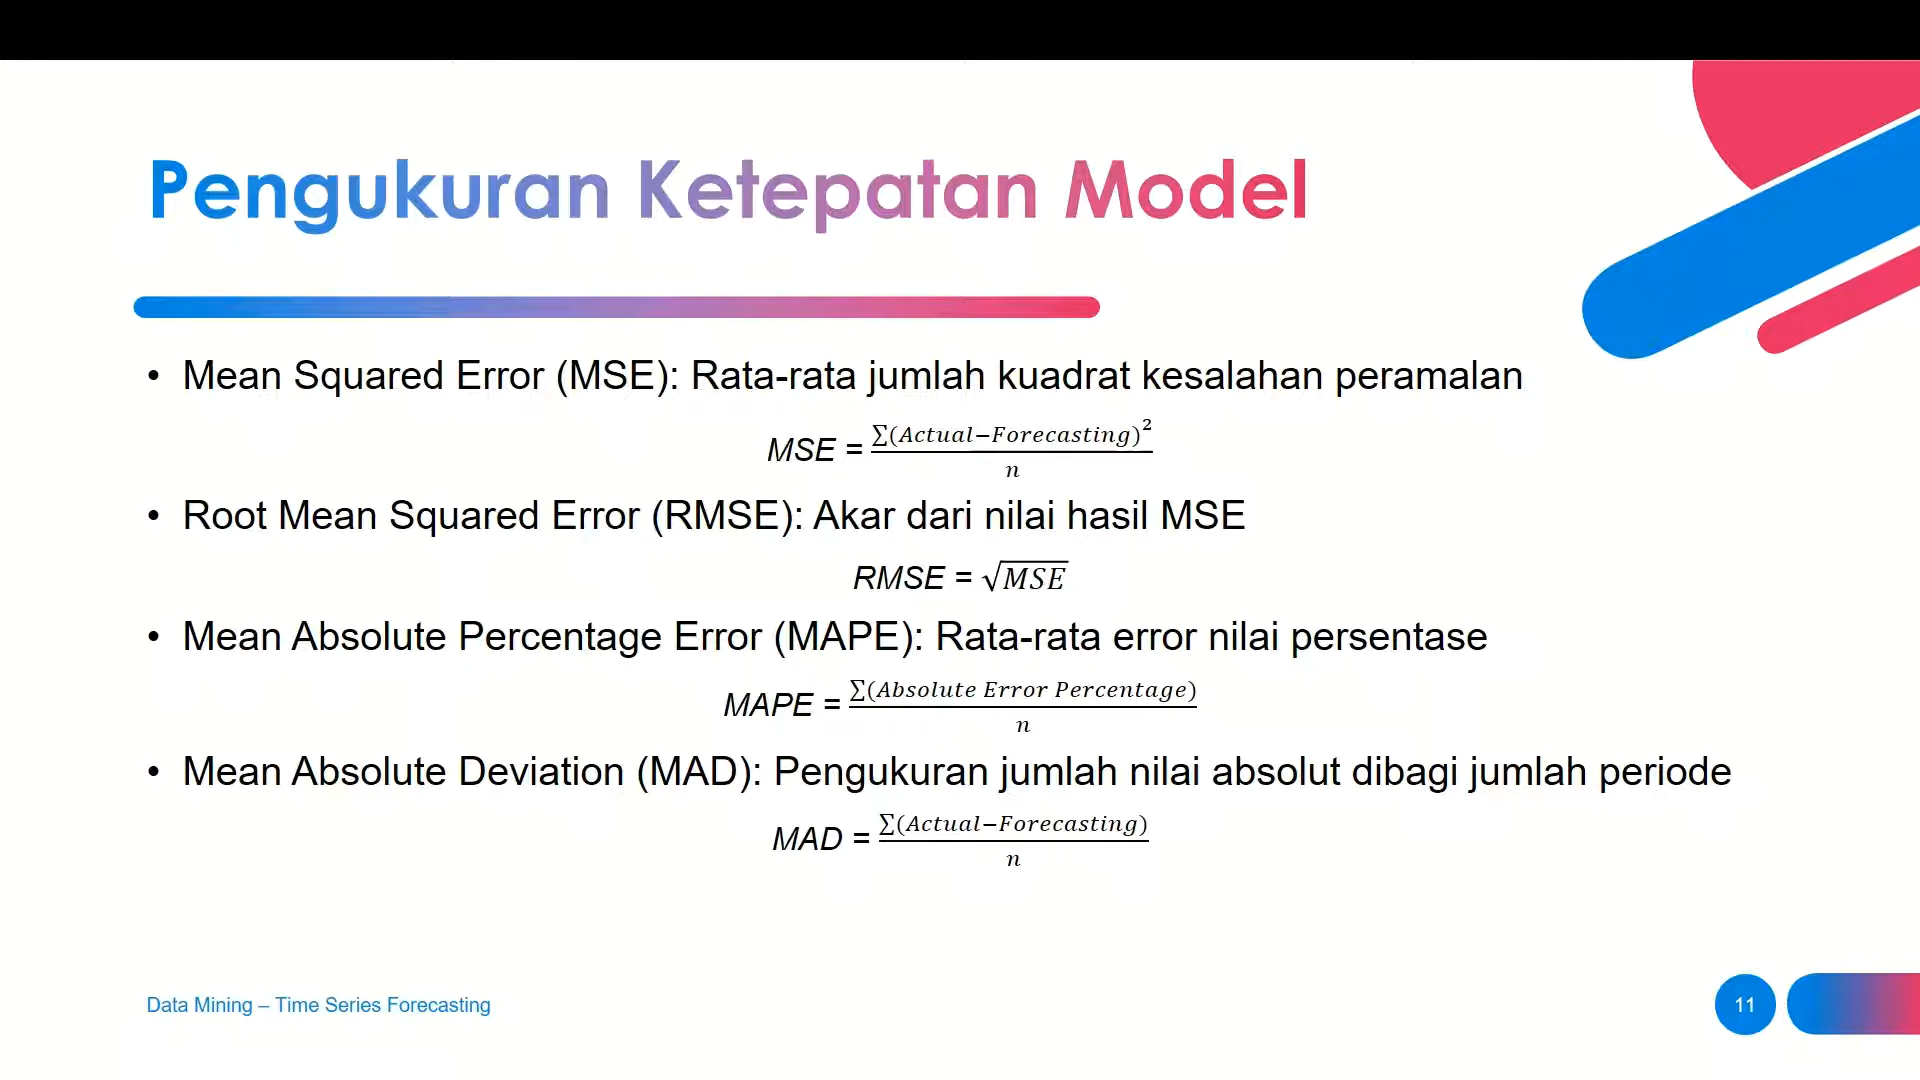 Pengukuran Ketepatan Model
• Mean Squared Error (MSE): Rata-rata jumlah kuadrat kesalahan peramalan
MSE = ∑(Actual−Forecasting)² / n
• Root Mean Squared Error (RMSE): Akar dari nilai hasil MSE
RMSE = √MSE
• Mean Absolute Percentage Error (MAPE): Rata-rata error nilai persentase
MAPE = ∑(Absolute Error Percentage) / n
• Mean Absolute Deviation (MAD): Pengukuran jumlah nilai absolut dibagi jumlah periode
MAD = ∑(Actual−Forecasting) / n
Data Mining – Time Series Forecasting
11